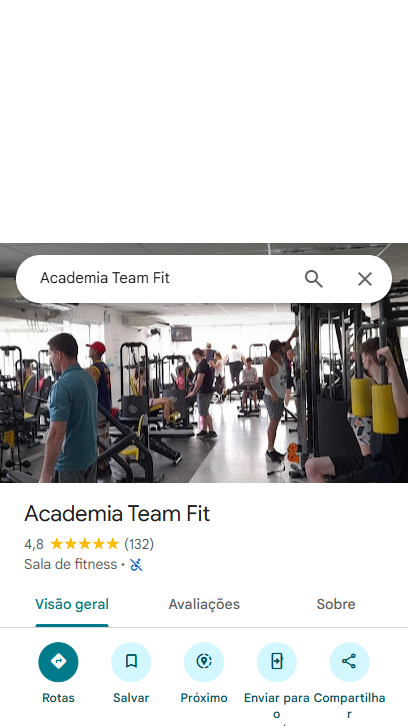 Academia Team Fit
Academia Team Fit
4,8 (132)
Sala de fitness ·
Visão geral Avaliações Sobre
Rotas Salvar Próximo Enviar para o Compartilhar